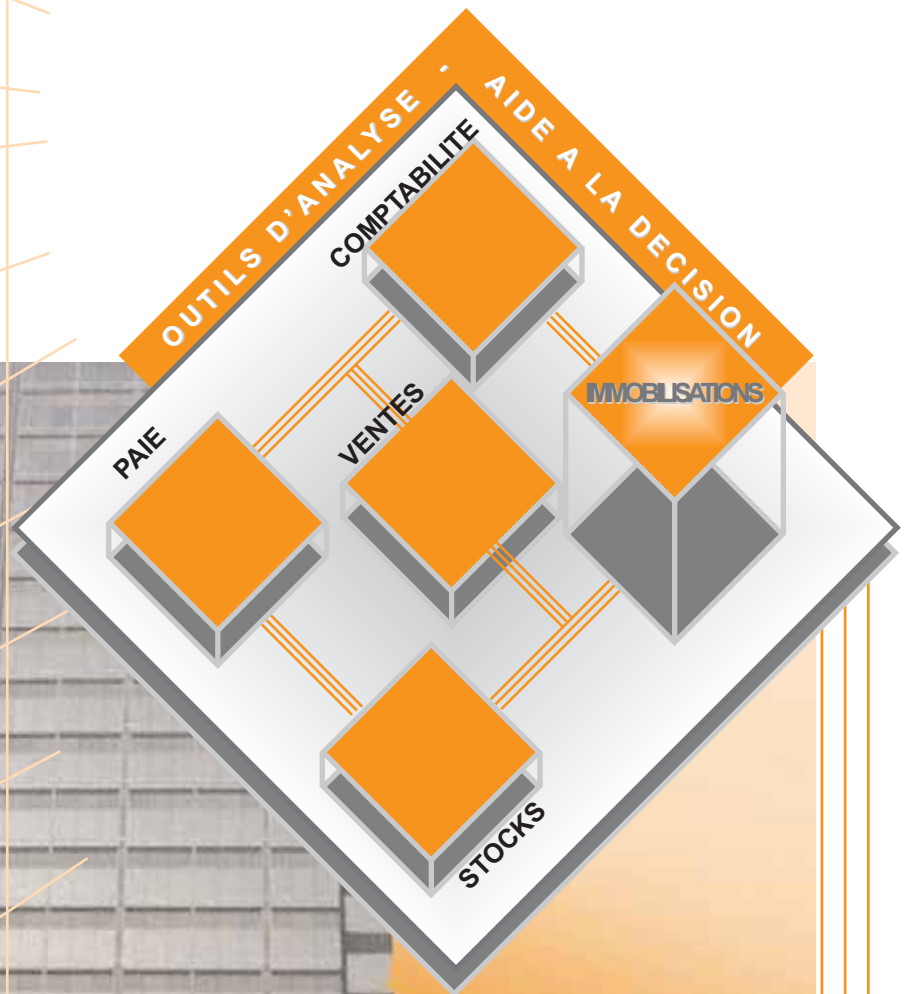 OUTILS D'ANALYSE , AIDE A LA DECISION
COMPTABILITE
IMMOBILISATIONS
VENTES
PAIE
STOCKS